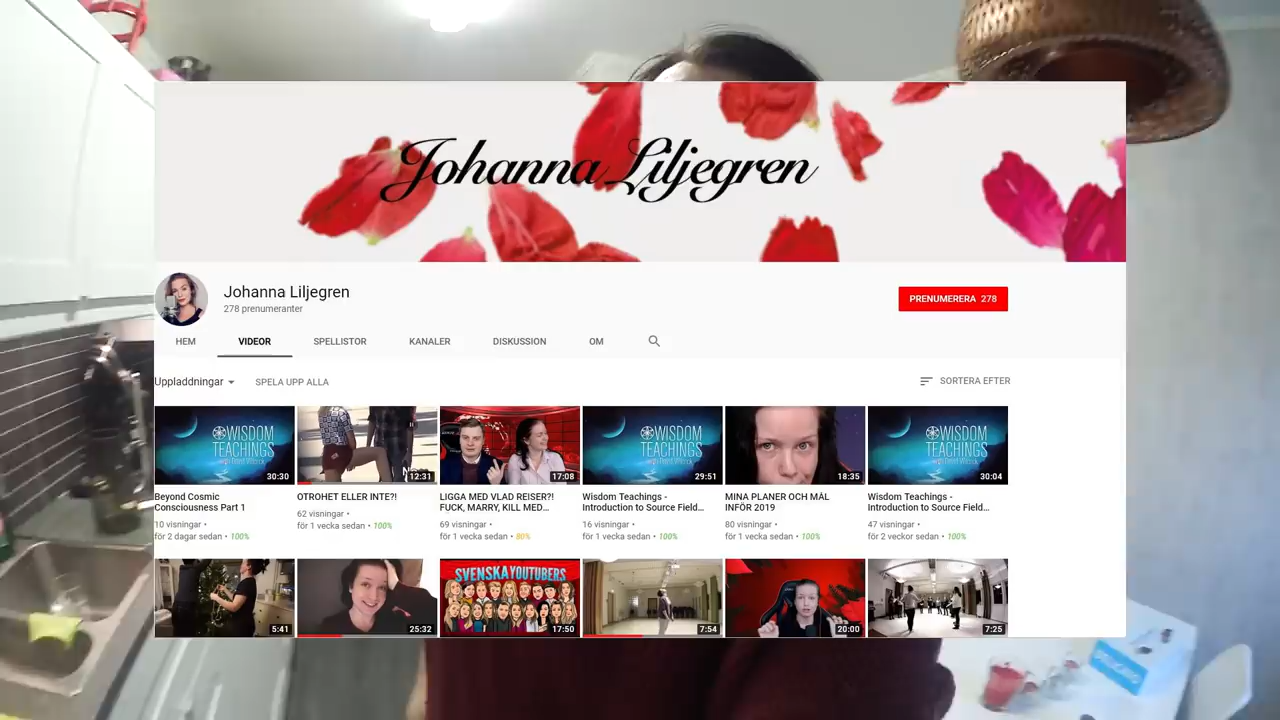 Johanna Liljegren
Johanna Liljegren
278 prenumeranter
PRENUMERERA 278
HEM VIDEOR SPELLISTOR KANALER DISKUSSION OM
Uppladdningar SPELA UPP ALLA SORTERA EFTER
WISDOM TEACHINGS
30:30
12:31
17:08
WISDOM TEACHINGS
29:51
18:35
WISDOM TEACHINGS
30:04
Beyond Cosmic
Consciousness Part 1
10 visningar •
för 2 dagar sedan • 100%
OTROHET ELLER INTE?!
62 visningar •
för 1 vecka sedan • 100%
LIGGA MED VLAD REISER?!
FUCK, MARRY, KILL MED...
69 visningar •
för 1 vecka sedan • 80%
Wisdom Teachings -
Introduction to Source Field...
16 visningar •
för 1 vecka sedan • 100%
MINA PLANER OCH MÅL
INFÖR 2019
80 visningar •
för 1 vecka sedan • 100%
Wisdom Teachings -
Introduction to Source Field...
47 visningar •
för 2 veckor sedan • 100%
5:41
25:32
SVENSKA YOUTUBERS
17:50
7:54
20:00
7:25